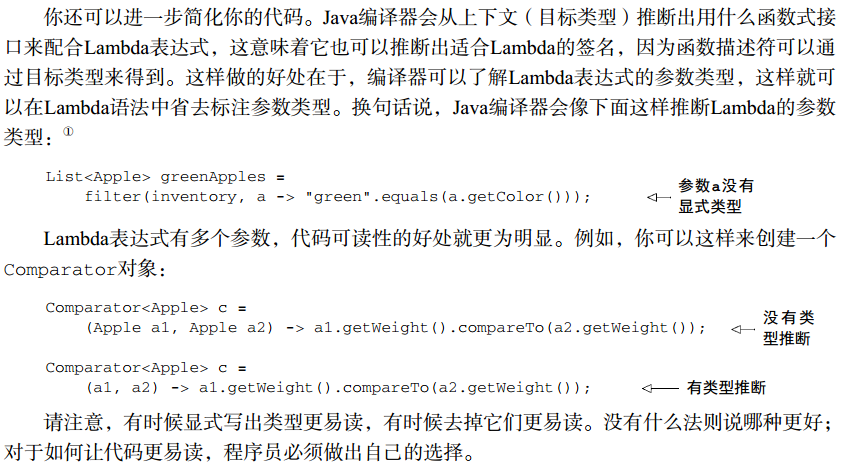 你还可以进一步简化你的代码。Java编译器会从上下文（目标类型）推断出用什么函数式接
口来配合Lambda表达式，这意味着它也可以推断出适合Lambda的签名，因为函数描述符可以通
过目标类型来得到。这样做的好处在于，编译器可以了解Lambda表达式的参数类型，这样就可
以在Lambda语法中省去标注参数类型。换句话说，Java编译器会像下面这样推断Lambda的参数
类型：①
List<Apple> greenApples =
filter(inventory, a -> "green".equals(a.getColor()));
参数a没有
显式类型
Lambda表达式有多个参数，代码可读性的好处就更为明显。例如，你可以这样来创建一个
Comparator对象：
Comparator<Apple> c =
(Apple a1, Apple a2) -> a1.getWeight().compareTo(a2.getWeight());
没有类
型推断
Comparator<Apple> c =
(a1, a2) -> a1.getWeight().compareTo(a2.getWeight());
有类型推断
请注意，有时候显式写出类型更易读，有时候去掉它们更易读。没有什么法则说哪种更好；
对于如何让代码更易读，程序员必须做出自己的选择。